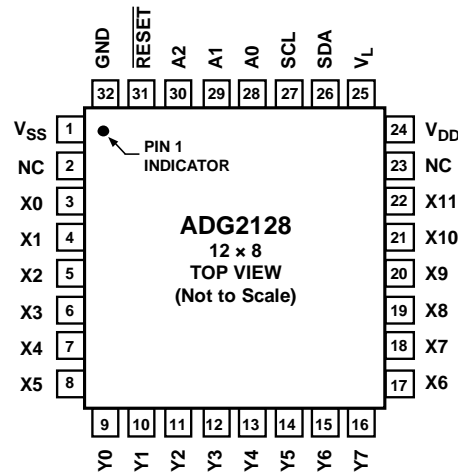 GND
RESET
A2
A1
A0
SCL
SDA
VL
32
31
30
29
28
27
26
25
VSS 1
NC 2
X0 3
X1 4
X2 5
X3 6
X4 7
X5 8
PIN 1
INDICATOR
ADG2128
12 × 8
TOP VIEW
(Not to Scale)
24 VDD
23 NC
22 X11
21 X10
20 X9
19 X8
18 X7
17 X6
9
10
11
12
13
14
15
16
Y0
Y1
Y2
Y3
Y4
Y5
Y6
Y7